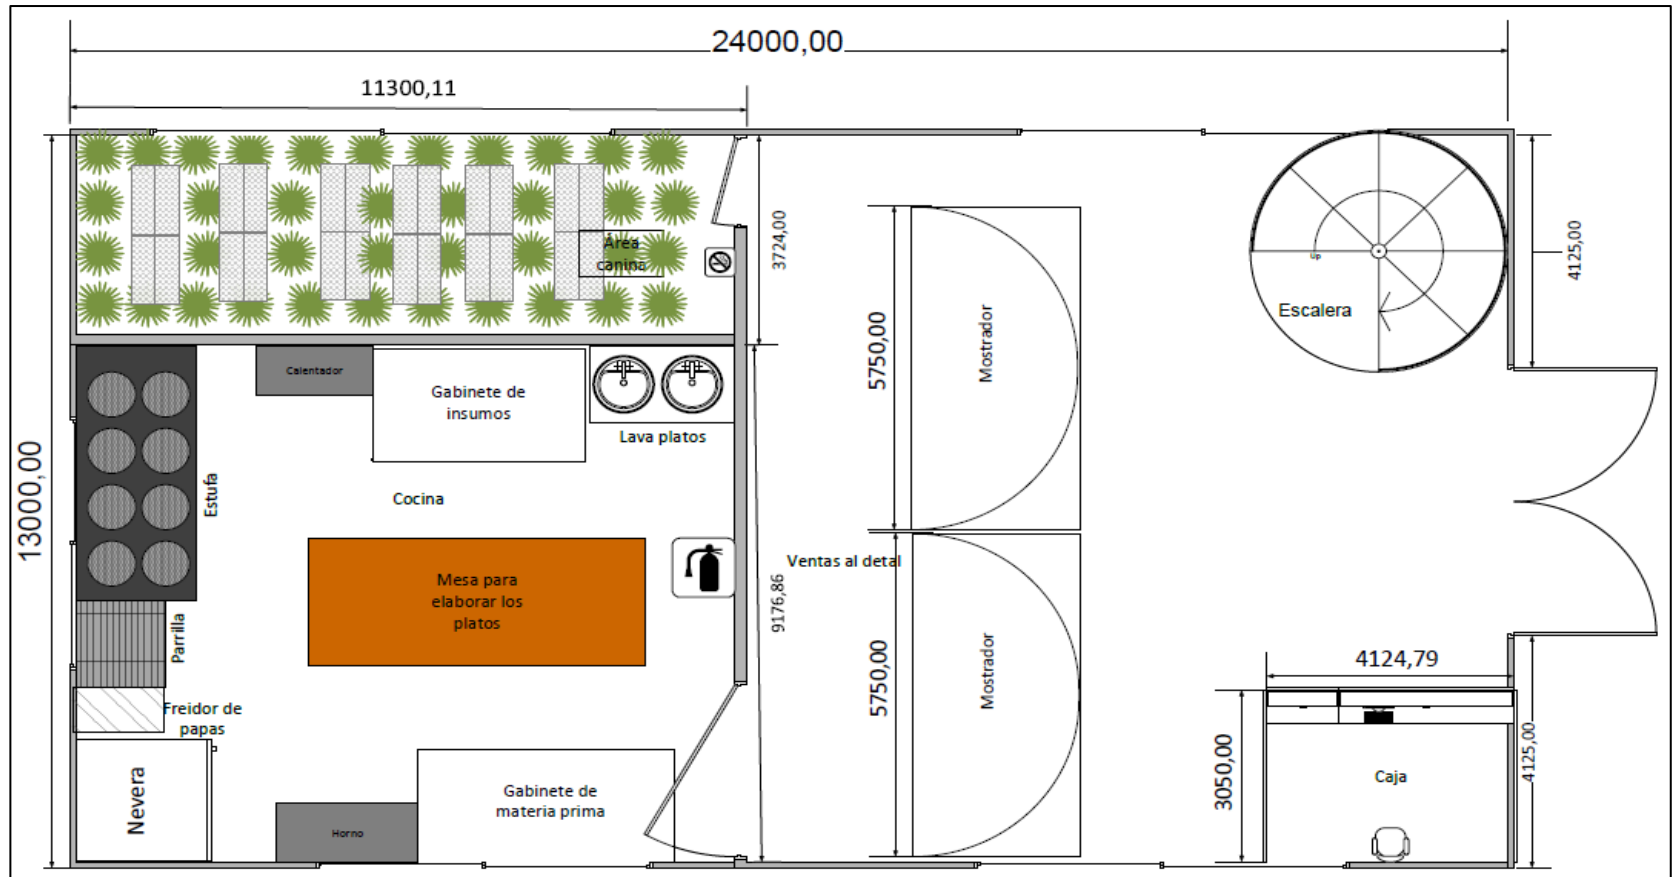 24000,00
11300,11
13000,00
3724,00
4125,00
Área
canina
Up
Escalera
5750,00
Mostrador
Calentador
Gabinete de
insumos
Lava platos
Estufa
Cocina
Ventas al detal
9176,86
Mesa para
elaborar los
platos
Parrilla
Freidor de
papas
Nevera
Horno
Gabinete de
materia prima
5750,00
Mostrador
4124,79
3050,00
4125,00
Caja